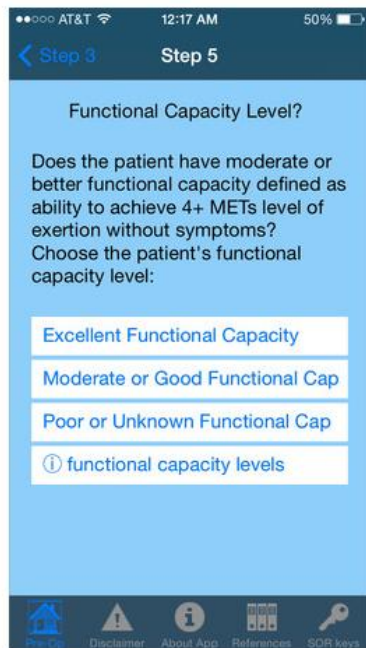 ●●○○○ AT&T 12:17 AM 50%
Step 3 Step 5
Functional Capacity Level?
Does the patient have moderate or
better functional capacity defined as
ability to achieve 4+ METs level of
exertion without symptoms?
Choose the patient's functional
capacity level:
Excellent Functional Capacity
Moderate or Good Functional Cap
Poor or Unknown Functional Cap
ⓘ functional capacity levels
Pre-Op Disclaimer About App References SOR keys